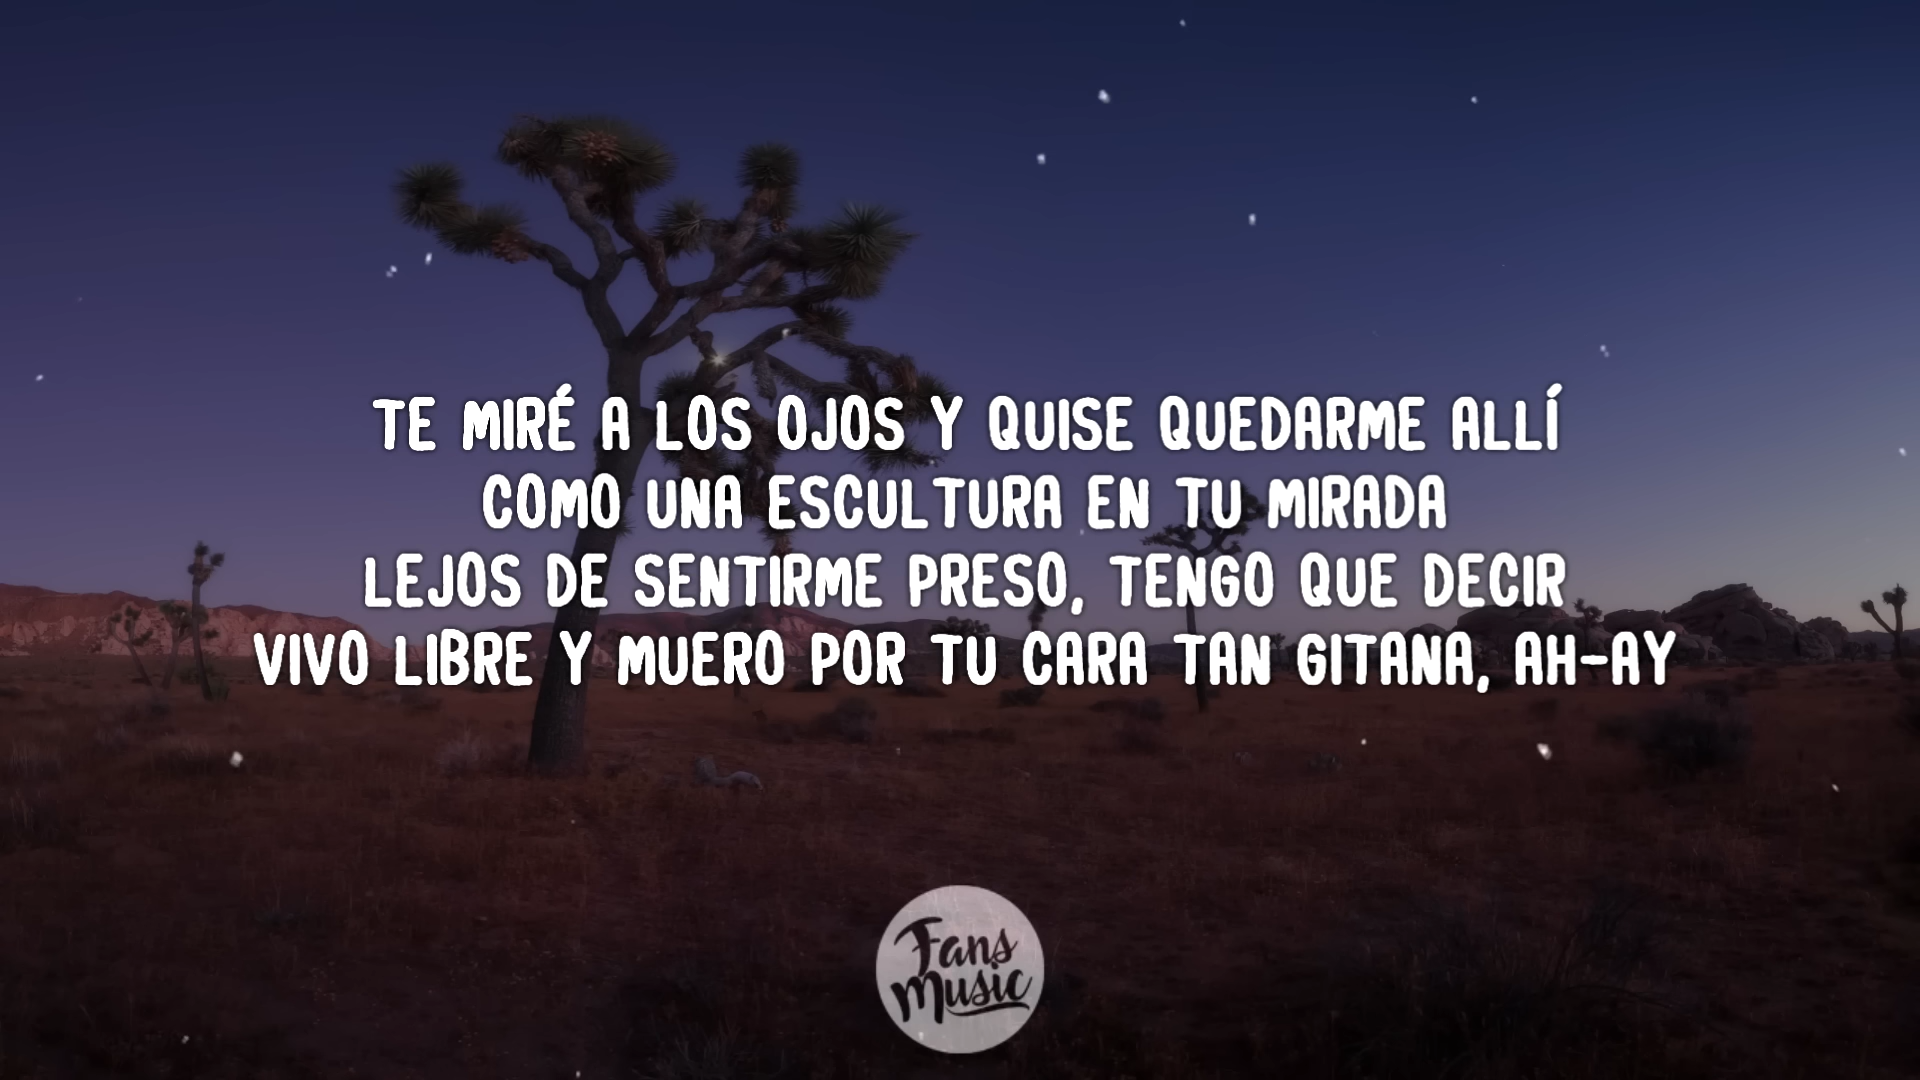 TE MIRÉ A LOS OJOS Y QUISE QUEDARME ALLÍ
COMO UNA ESCULTURA EN TU MIRADA
LEJOS DE SENTIRME PRESO, TENGO QUE DECIR
VIVO LIBRE Y MUERO POR TU CARA TAN GITANA, AH-AY
Fans
Music